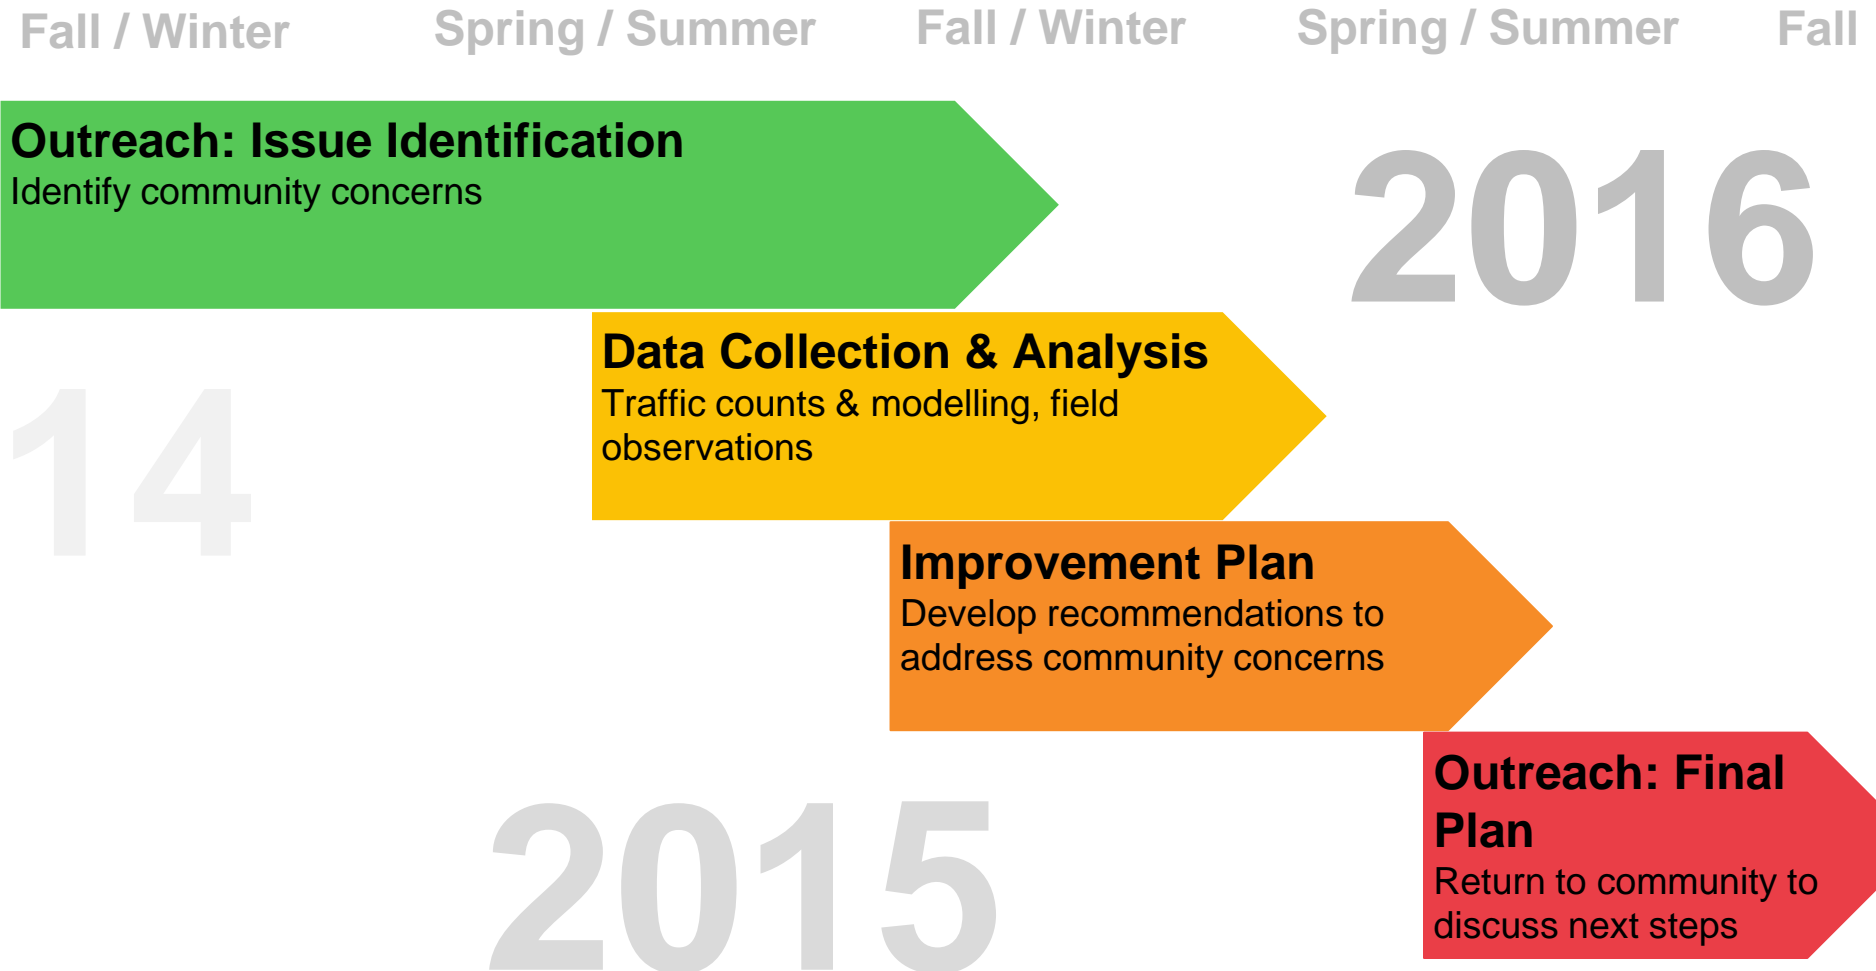 Fall / Winter Spring / Summer Fall / Winter Spring / Summer Fall
Outreach: Issue Identification
Identify community concerns
2016
Data Collection & Analysis
Traffic counts & modelling, field
observations
14
Improvement Plan
Develop recommendations to
address community concerns
Outreach: Final
Plan
Return to community to
discuss next steps
2015